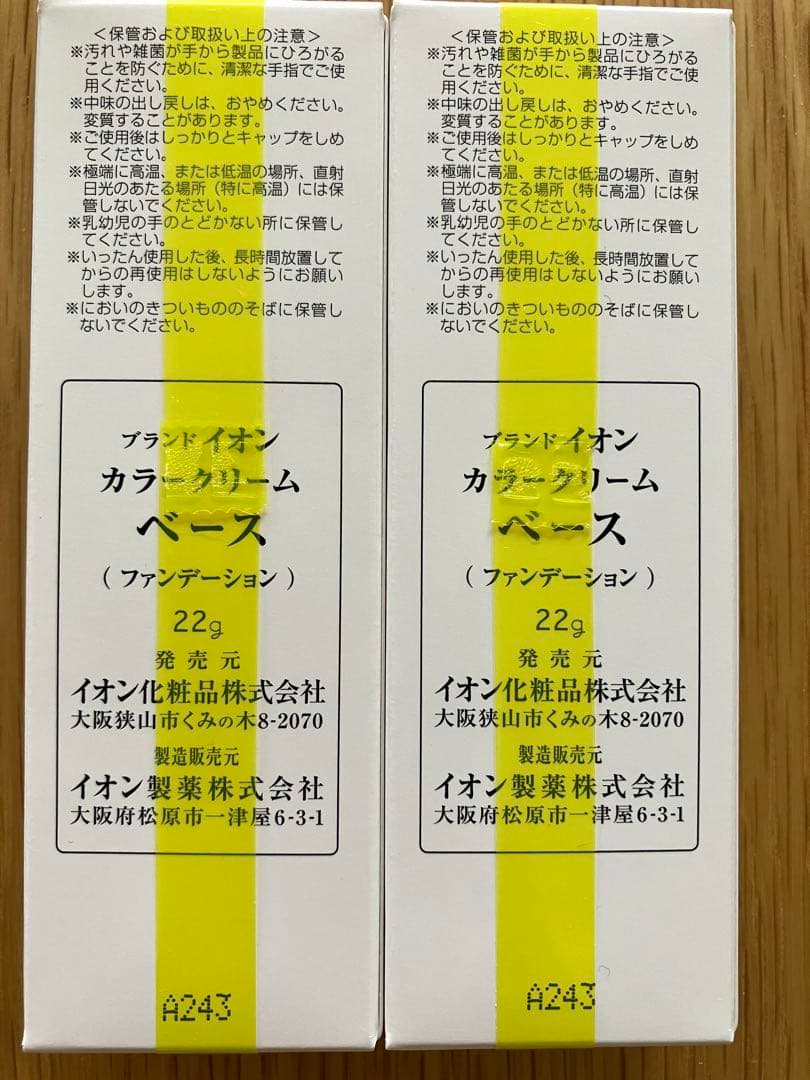 ＜保管および取扱い上の注意＞
※汚れや雑菌が手から製品にひろがる
ことを防ぐために、清潔な手指でご使
用ください。
※中味の出し戻しは、おやめください。
変質することがあります。
※ご使用後はしっかりとキャップをしめ
てください。
※極端に高温、または低温の場所、直射
日光のあたる場所（特に高温）には保
管しないでください。
※乳幼児の手のとどかない所に保管し
てください。
※いったん使用した後、長時間放置して
からの再使用はしないようにお願い
します。
※においのきついもののそばに保管し
ないでください。
ブランド イオン
カラークリーム
ベース
（ファンデーション）
22g
発売元
イオン化粧品株式会社
大阪狭山市くみの木8-2070
製造販売元
イオン製薬株式会社
大阪府松原市一津屋6-3-1
A243
＜保管および取扱い上の注意＞
※汚れや雑菌が手から製品にひろがる
ことを防ぐために、清潔な手指でご使
用ください。
※中味の出し戻しは、おやめください。
変質することがあります。
※ご使用後はしっかりとキャップをしめ
てください。
※極端に高温、または低温の場所、直射
日光のあたる場所（特に高温）には保
管しないでください。
※乳幼児の手のとどかない所に保管し
てください。
※いったん使用した後、長時間放置して
からの再使用はしないようにお願い
します。
※においのきついもののそばに保管し
ないでください。
ブランド イオン
カラークリーム
ベース
（ファンデーション）
22g
発売元
イオン化粧品株式会社
大阪狭山市くみの木8-2070
製造販売元
イオン製薬株式会社
大阪府松原市一津屋6-3-1
A243